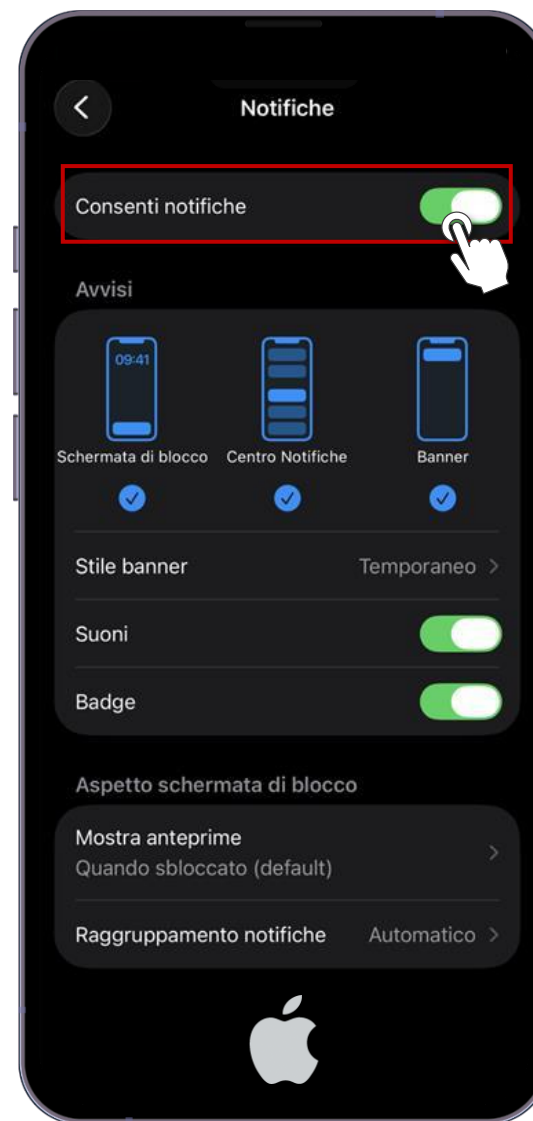 Notifiche
Consenti notifiche
Avvisi
09:41
Schermata di blocco Centro Notifiche Banner
Stile banner Temporaneo
Suoni
Badge
Aspetto schermata di blocco
Mostra anteprime
Quando sbloccato (default)
Raggruppamento notifiche Automatico